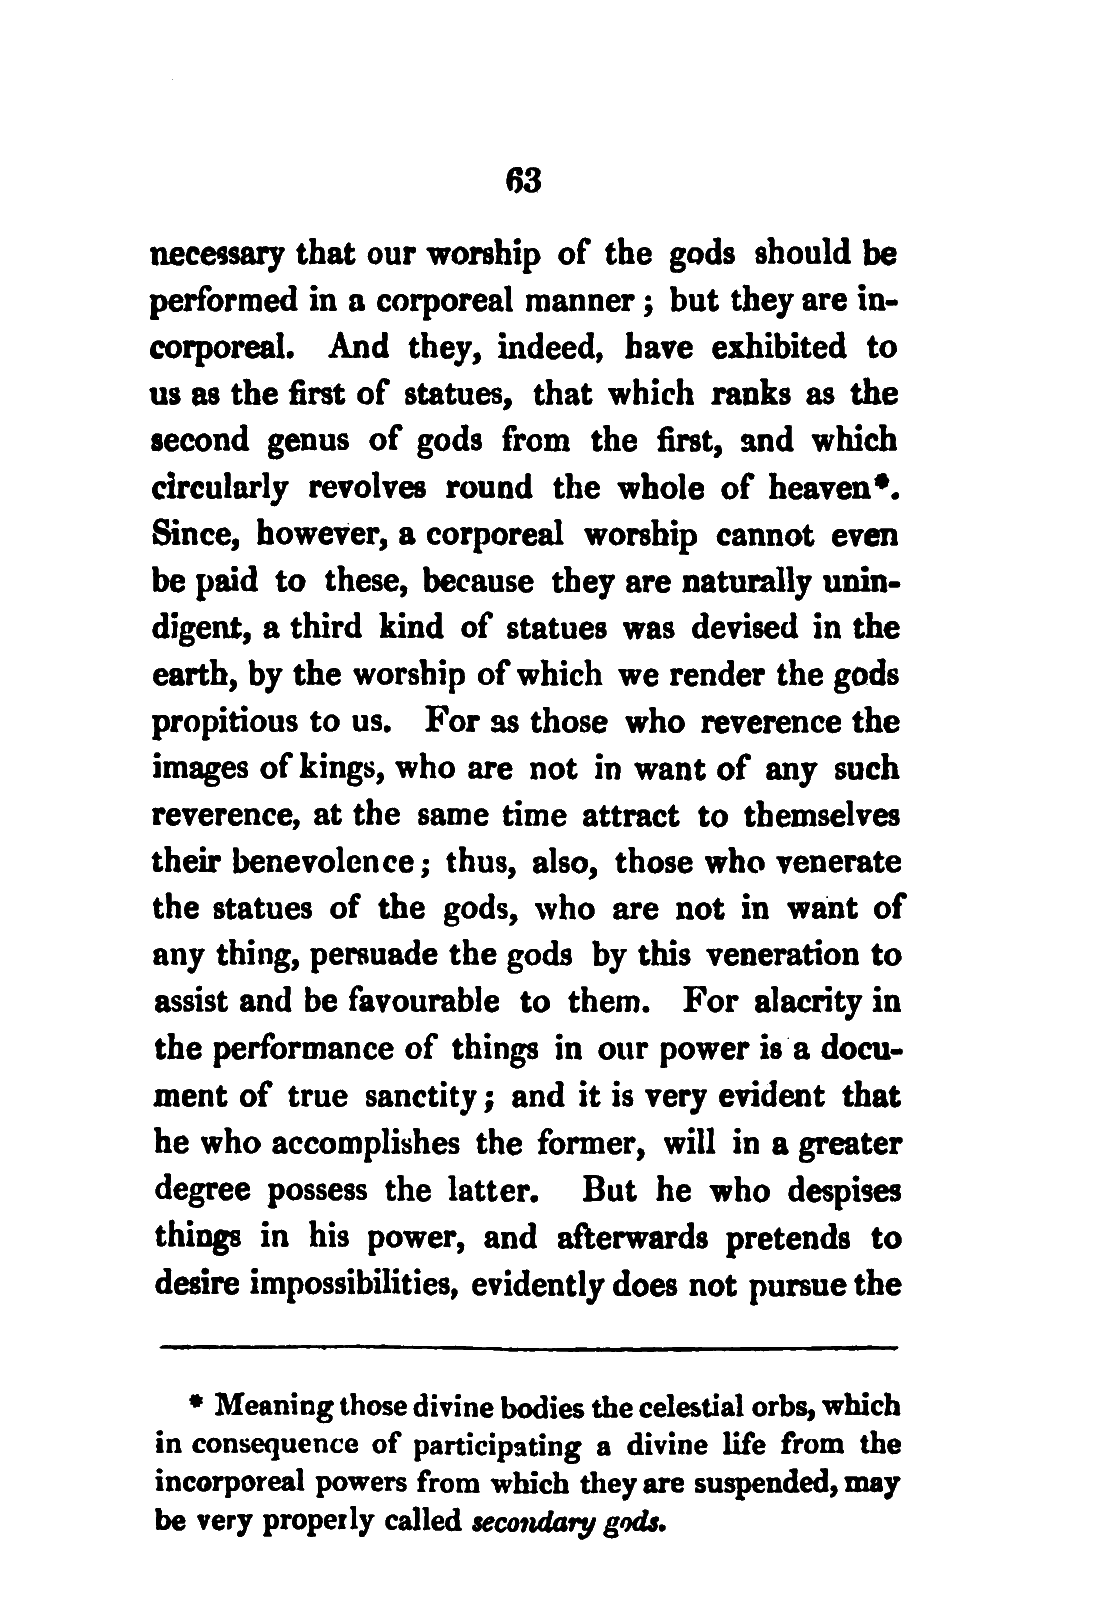 63
necessary that our worship of the gods should be
performed in a corporeal manner; but they are in-
corporeal. And they, indeed, have exhibited to
us as the first of statues, that which ranks as the
second genus of gods from the first, and which
circularly revolves round the whole of heaven*.
Since, however, a corporeal worship cannot even
be paid to these, because they are naturally unin-
digent, a third kind of statues was devised in the
earth, by the worship of which we render the gods
propitious to us. For as those who reverence the
images of kings, who are not in want of any such
reverence, at the same time attract to themselves
their benevolence; thus, also, those who venerate
the statues of the gods, who are not in want of
any thing, persuade the gods by this veneration to
assist and be favourable to them. For alacrity in
the performance of things in our power is a docu-
ment of true sanctity; and it is very evident that
he who accomplishes the former, will in a greater
degree possess the latter. But he who despises
things in his power, and afterwards pretends to
desire impossibilities, evidently does not pursue the
* Meaning those divine bodies the celestial orbs, which
in consequence of participating a divine life from the
incorporeal powers from which they are suspended, may
be very properly called secondary gods.